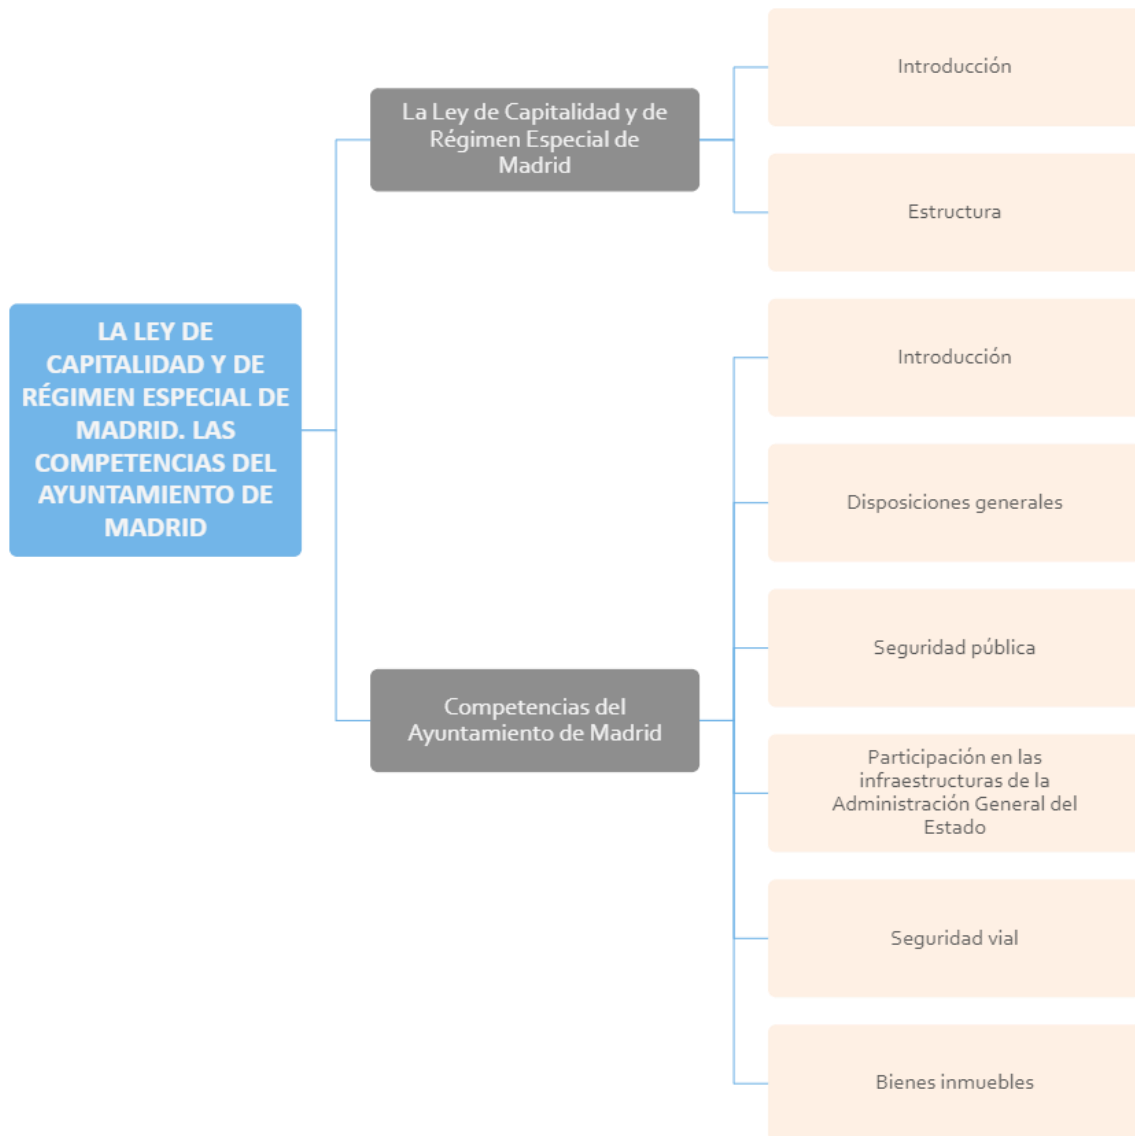 LA LEY DE
CAPITALIDAD Y DE
RÉGIMEN ESPECIAL DE
MADRID. LAS
COMPETENCIAS DEL
AYUNTAMIENTO DE
MADRID
La Ley de Capitalidad y de
Régimen Especial de
Madrid
Introducción
Estructura
Competencias del
Ayuntamiento de Madrid
Introducción
Disposiciones generales
Seguridad pública
Participación en las
infraestructuras de la
Administración General del
Estado
Seguridad vial
Bienes inmuebles